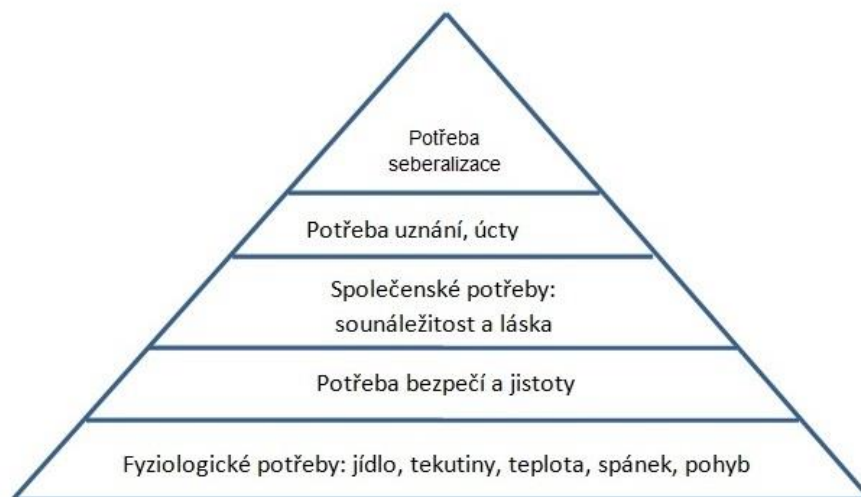 Potřeba
seberalizace
Potřeba uznání, úcty
Společenské potřeby:
sounáležitost a láska
Potřeba bezpečí a jistoty
Fyziologické potřeby: jídlo, tekutiny, teplota, spánek, pohyb